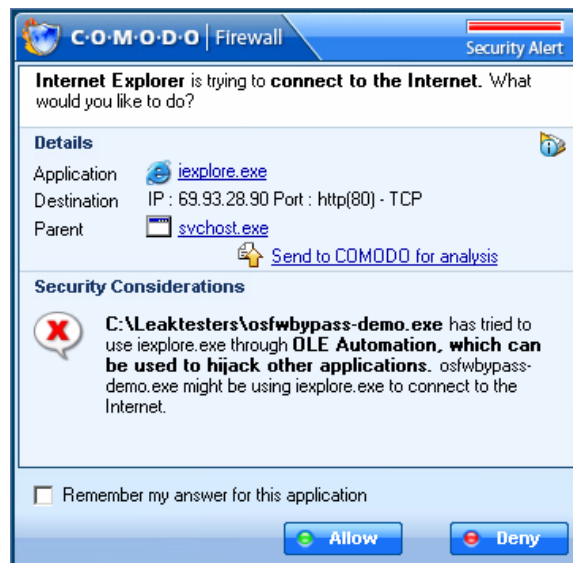 C·O·M·O·D·O | Firewall
Security Alert
Internet Explorer is trying to connect to the Internet. What
would you like to do?
Details
Application iexplore.exe
Destination IP : 69.93.28.90 Port : http(80) - TCP
Parent svchost.exe
Send to COMODO for analysis
Security Considerations
C:\Leaktesters\osfwbypass-demo.exe has tried to
use iexplore.exe through OLE Automation, which can
be used to hijack other applications. osfwbypass-
demo.exe might be using iexplore.exe to connect to the
Internet.
Remember my answer for this application
Allow
Deny